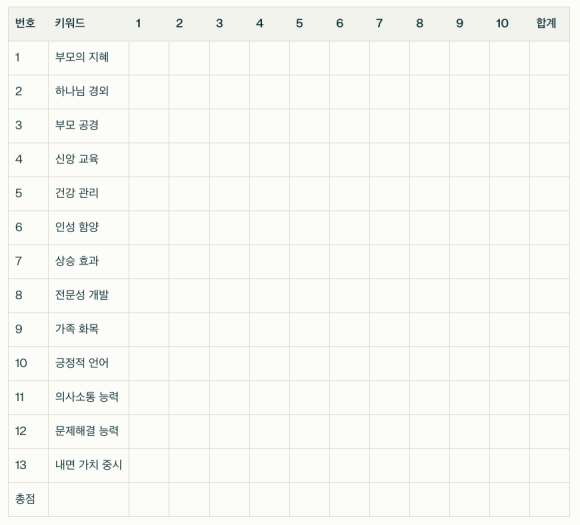 번호 키워드 1 2 3 4 5 6 7 8 9 10 합계
1 부모의 지혜
2 하나님 경외
3 부모 공경
4 신앙 교육
5 건강 관리
6 인성 함양
7 상승 효과
8 전문성 개발
9 가족 화목
10 긍정적 언어
11 의사소통 능력
12 문제해결 능력
13 내면 가치 중시
총점